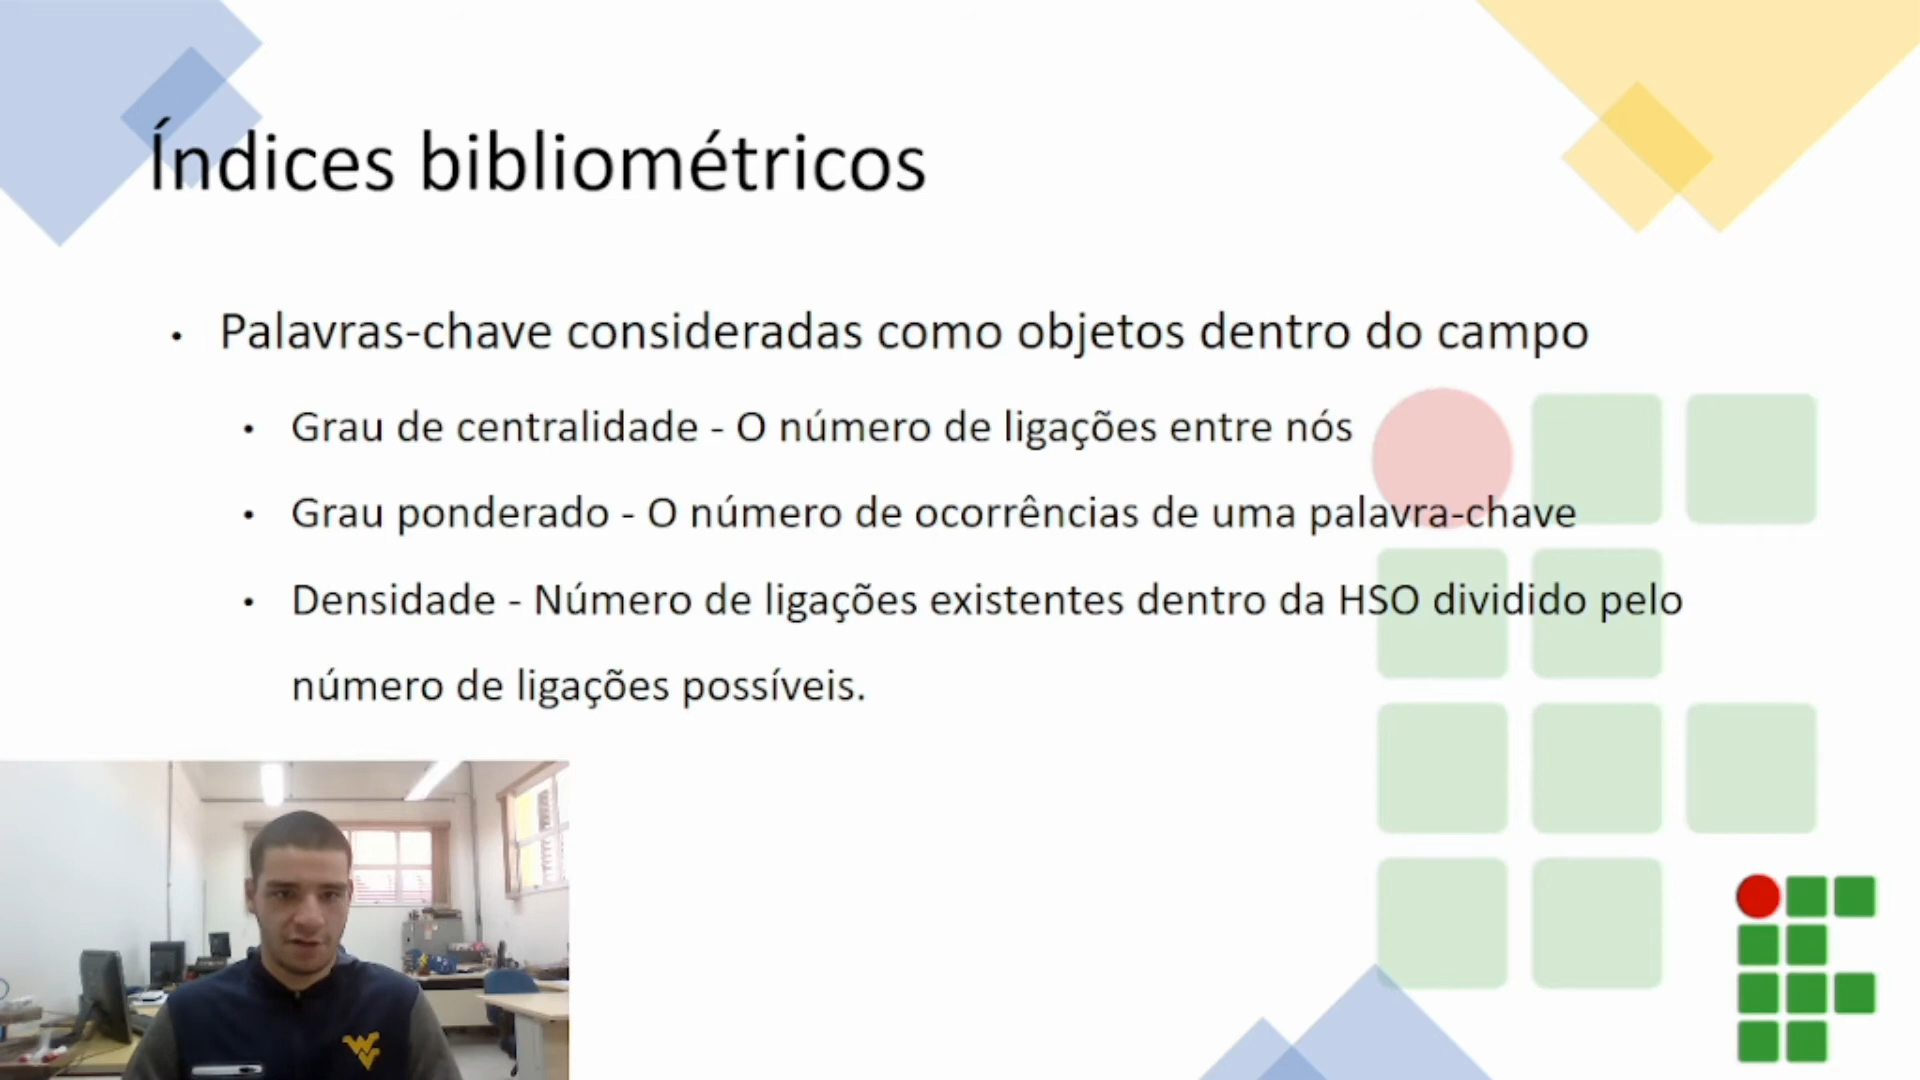 Índices bibliométricos
• Palavras-chave consideradas como objetos dentro do campo
• Grau de centralidade - O número de ligações entre nós
• Grau ponderado - O número de ocorrências de uma palavra-chave
• Densidade - Número de ligações existentes dentro da HSO dividido pelo
número de ligações possíveis.